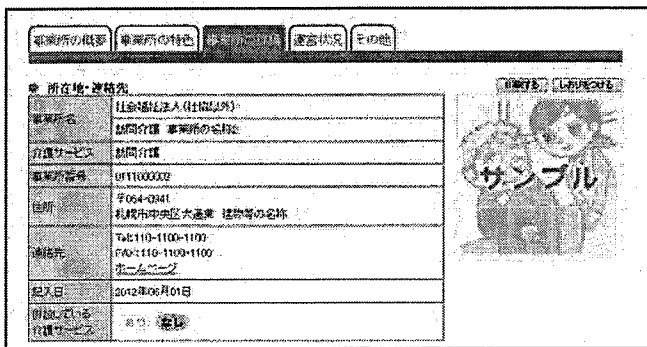 事業所の概要 事業所の特色 運営状況 その他
所在地・連絡先
印刷する しおりをつける
事業所名
社会福祉法人(社協以外)
訪問介護 事業所の名称2
介護サービス 訪問介護
事業所番号
住所 〒064-0941
札幌市中央区大通東 建物等の名称
連絡先 Tel:110-1100-1100
FAX:110-1100-1100
ホームページ
記入日 2012年06月01日
併設している
介護サービス あり なし
サンプル